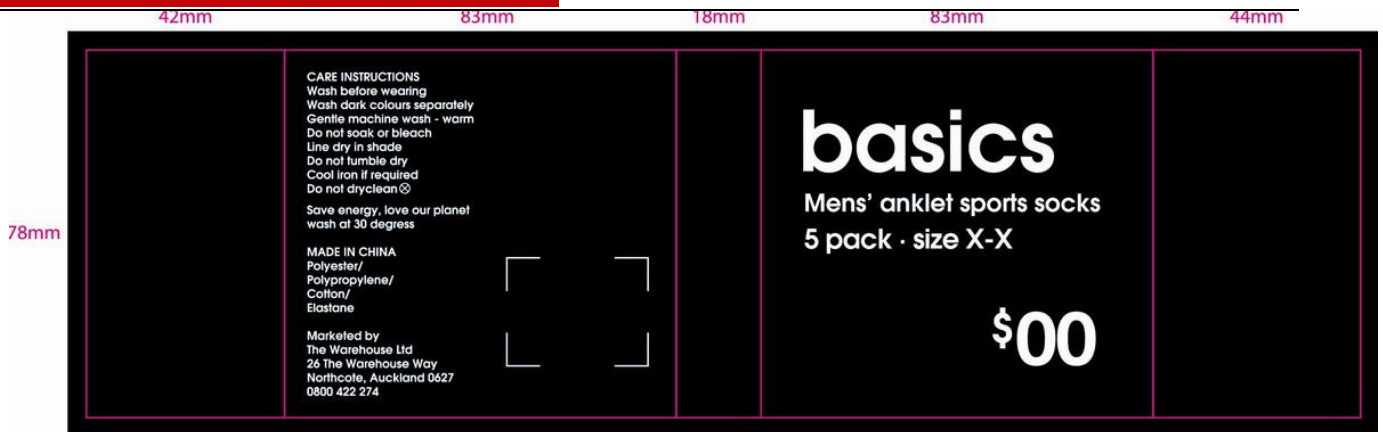 42mm 83mm 18mm 83mm 44mm
78mm
CARE INSTRUCTIONS
Wash before wearing
Wash dark colours separately
Gentle machine wash - warm
Do not soak or bleach
Line dry in shade
Do not tumble dry
Cool iron if required
Do not dryclean
Save energy, love our planet
wash at 30 degress
MADE IN CHINA
Polyester/
Polypropylene/
Cotton/
Elastane
Marketed by
The Warehouse Ltd
26 The Warehouse Way
Northcote, Auckland 0627
0800 422 274
basics
Mens’ anklet sports socks
5 pack · size X-X
$00